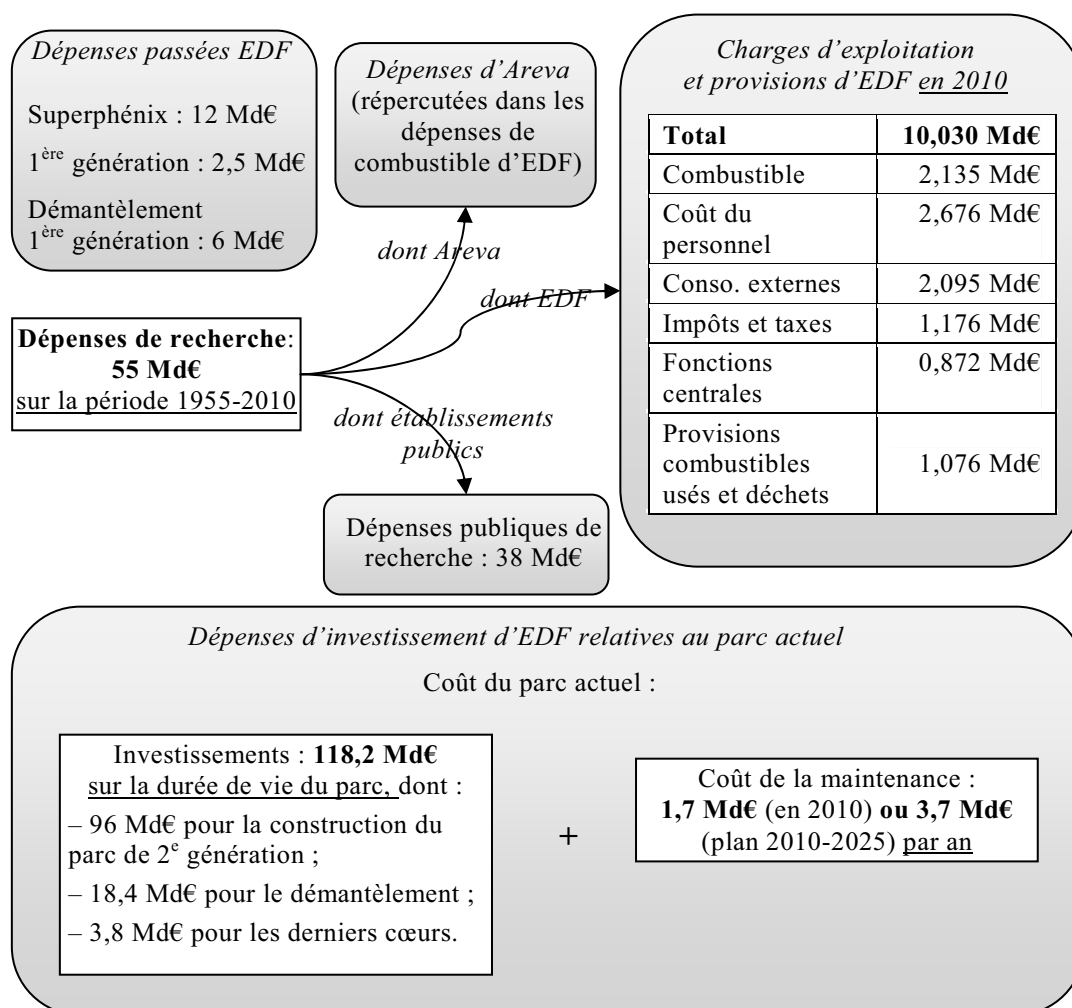 Dépenses passées EDF
Superphénix : 12 Md€
1ère génération : 2,5 Md€
Démantèlement
1ère génération : 6 Md€
Dépenses d'Areva
(répercutées dans les
dépenses de
combustible d'EDF)
Charges d'exploitation
et provisions d'EDF en 2010
Total 10,030 Md€
Combustible 2,135 Md€
Coût du 2,676 Md€
personnel
Conso. externes 2,095 Md€
Impôts et taxes 1,176 Md€
Fonctions 0,872 Md€
centrales
Provisions
combustibles 1,076 Md€
usés et déchets
dont Areva
dont EDF
Dépenses de recherche:
55 Md€
sur la période 1955-2010
dont établissements
publics
Dépenses publiques de
recherche : 38 Md€
Dépenses d'investissement d'EDF relatives au parc actuel
Coût du parc actuel :
Investissements : 118,2 Md€
sur la durée de vie du parc, dont :
– 96 Md€ pour la construction du
parc de 2e génération ;
– 18,4 Md€ pour le démantèlement ;
– 3,8 Md€ pour les derniers cœurs.
+
Coût de la maintenance :
1,7 Md€ (en 2010) ou 3,7 Md€
(plan 2010-2025) par an